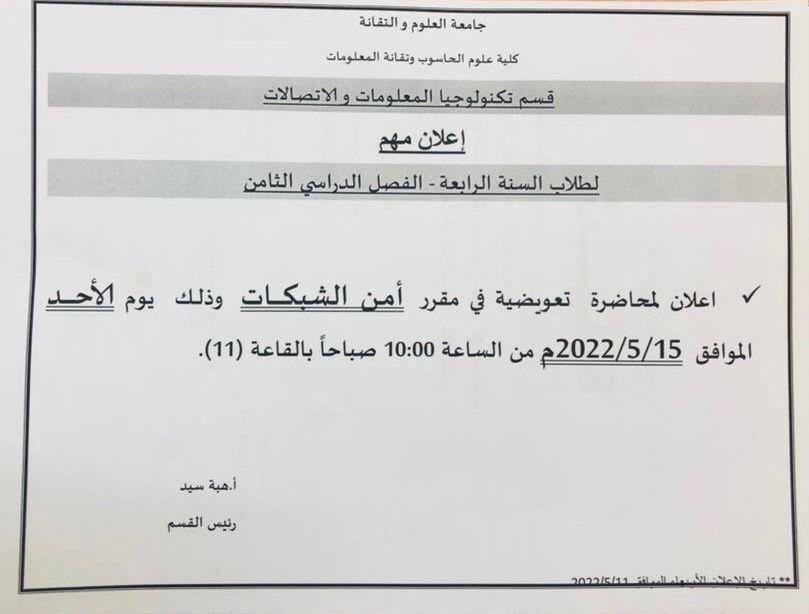 جامعة العلوم و التقانة
كلية علوم الحاسوب وتقانة المعلومات
قسم تكنولوجيا المعلومات و الاتصالات
إعلان مهم
لطلاب السنة الرابعة - الفصل الدراسي الثامن
✓ اعلان لمحاضرة تعويضية في مقرر أمن الشبكات وذلك يوم الأحد
الموافق 2022/5/15م من الساعة 10:00 صباحاً بالقاعة (11).
أ.هبة سيد
رئيس القسم
** تاريخ الإعلان الأربعاء الموافق 2022/5/11